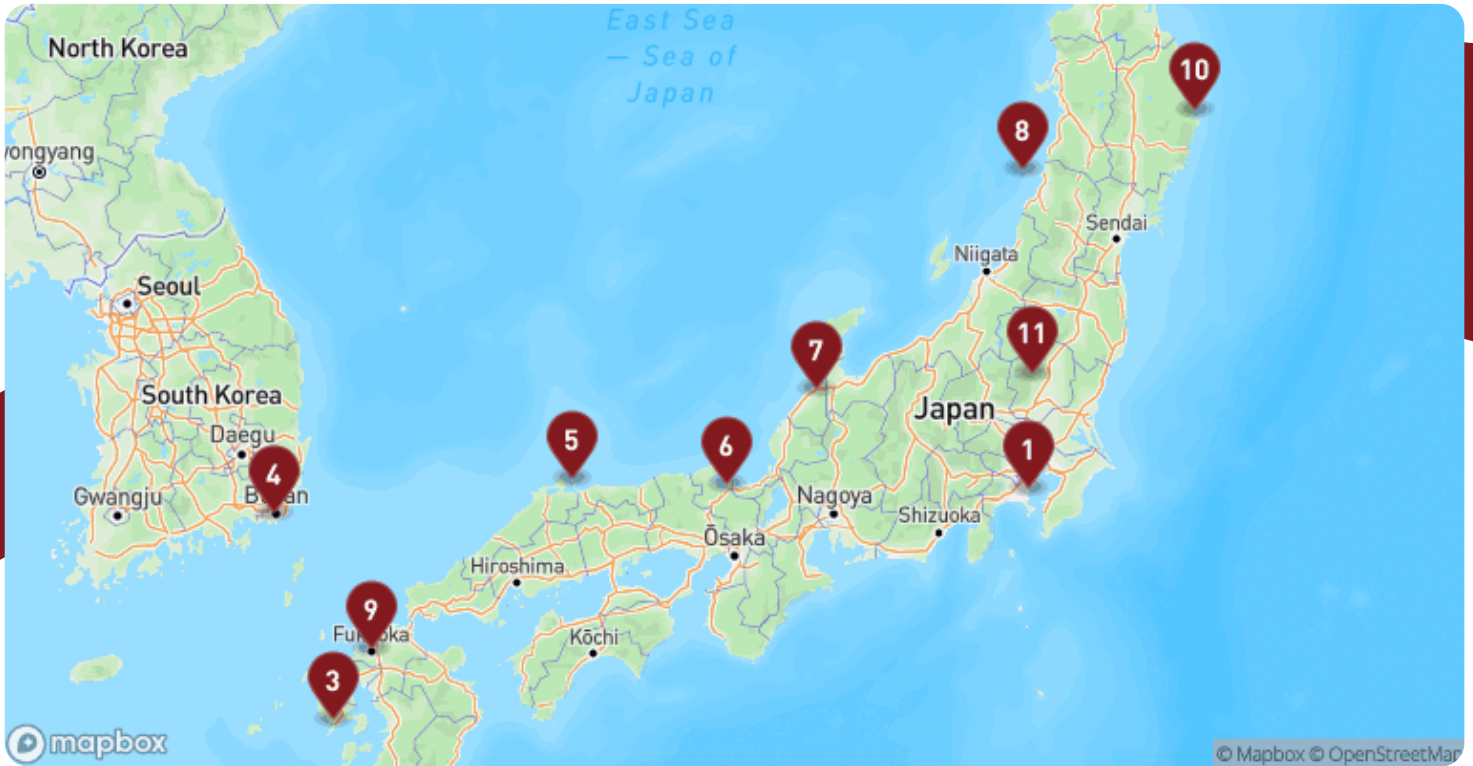 East Sea
— Sea of
Japan
North Korea
10
8
yongyang
Sendai
Niigata
Seoul
11
7
South Korea
Japan
5
6
1
Daegu
4
Gwangju
Nagoya
Shizuoka
Ōsaka
Hiroshima
9
Kōchi
3
mapbox
© Mapbox © OpenStreetMap